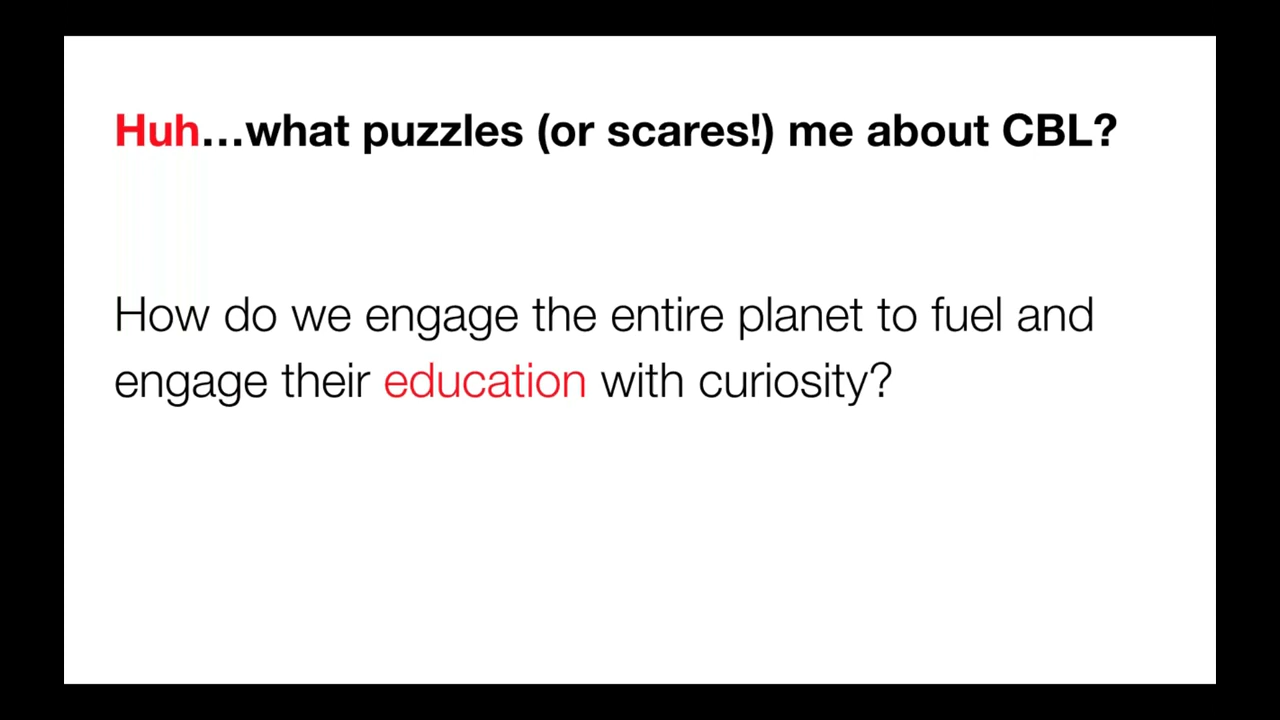 Huh...what puzzles (or scares!) me about CBL?
How do we engage the entire planet to fuel and
engage their education with curiosity?